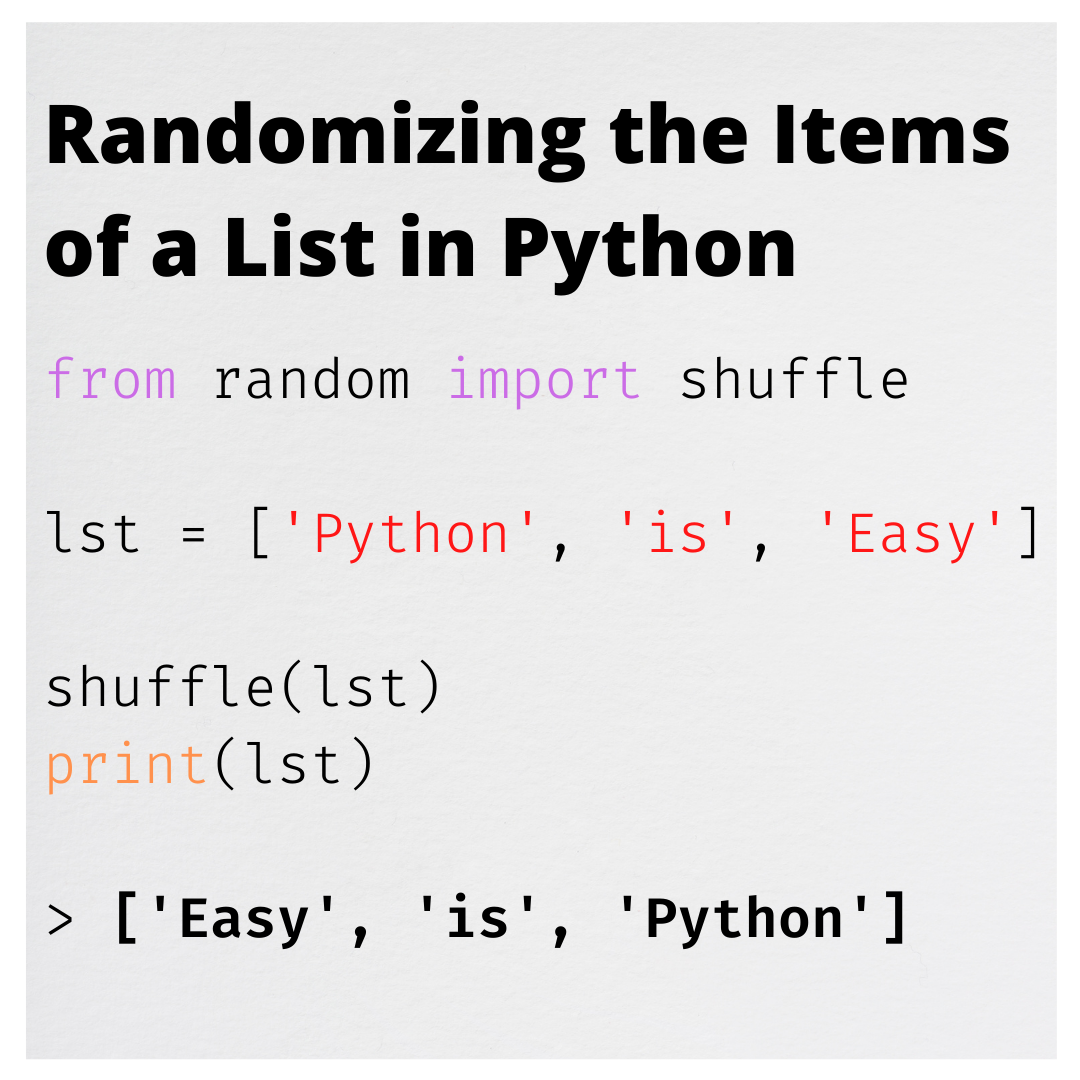 Randomizing the Items
of a List in Python
from random import shuffle
lst = ['Python', 'is', 'Easy']
shuffle(lst)
print(lst)
> ['Easy', 'is', 'Python']